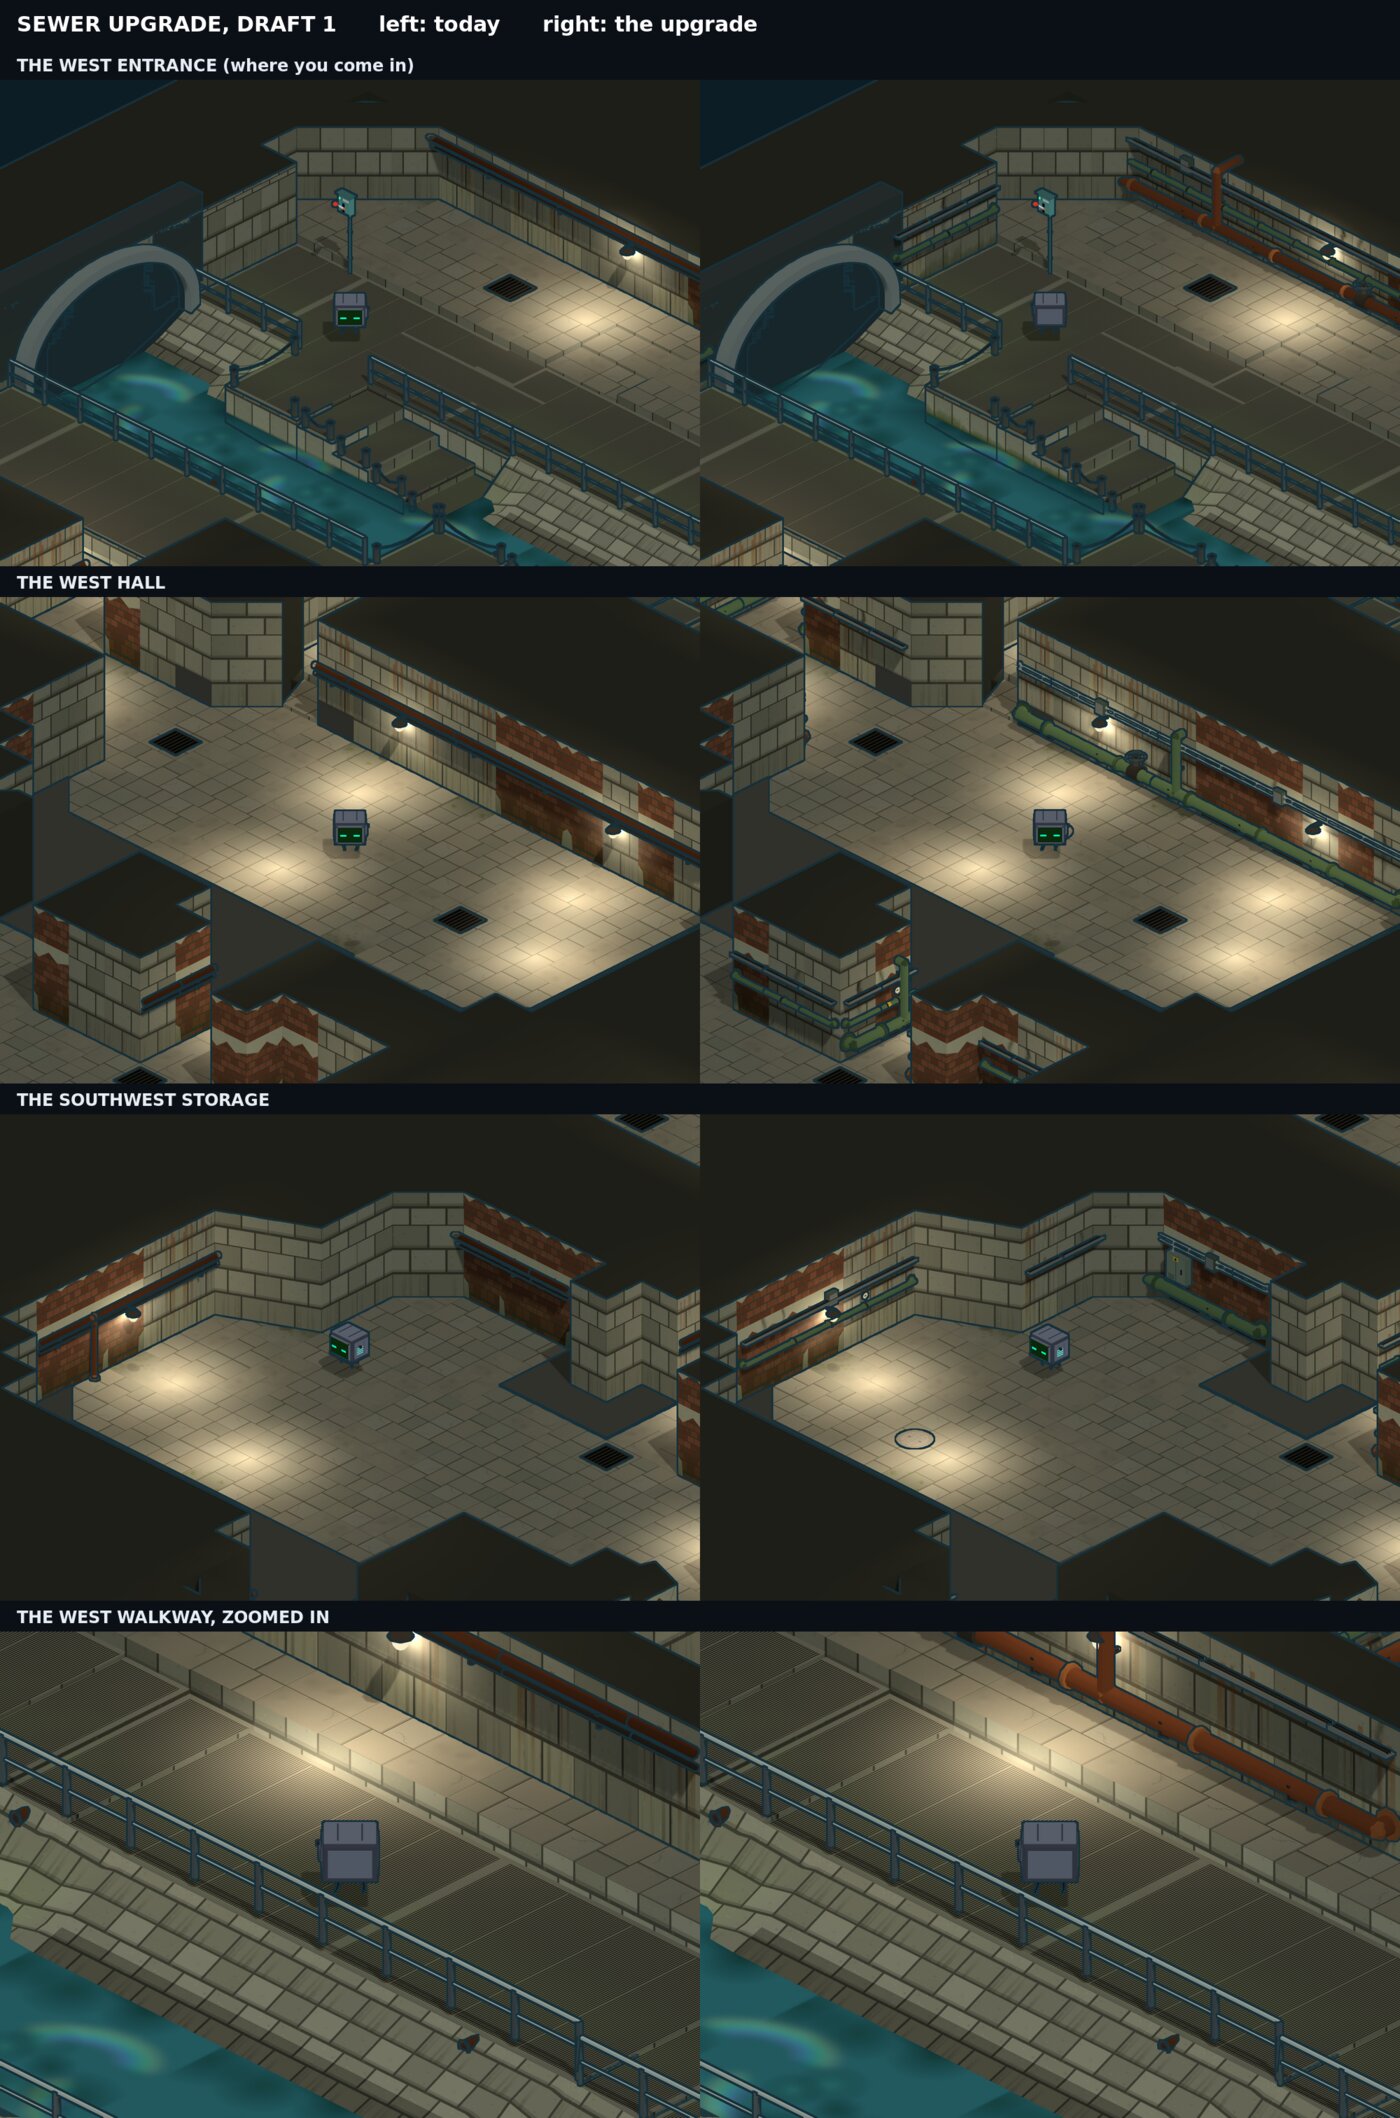 SEWER UPGRADE, DRAFT 1 left: today right: the upgrade
THE WEST ENTRANCE (where you come in)
THE WEST HALL
THE SOUTHWEST STORAGE
THE WEST WALKWAY, ZOOMED IN